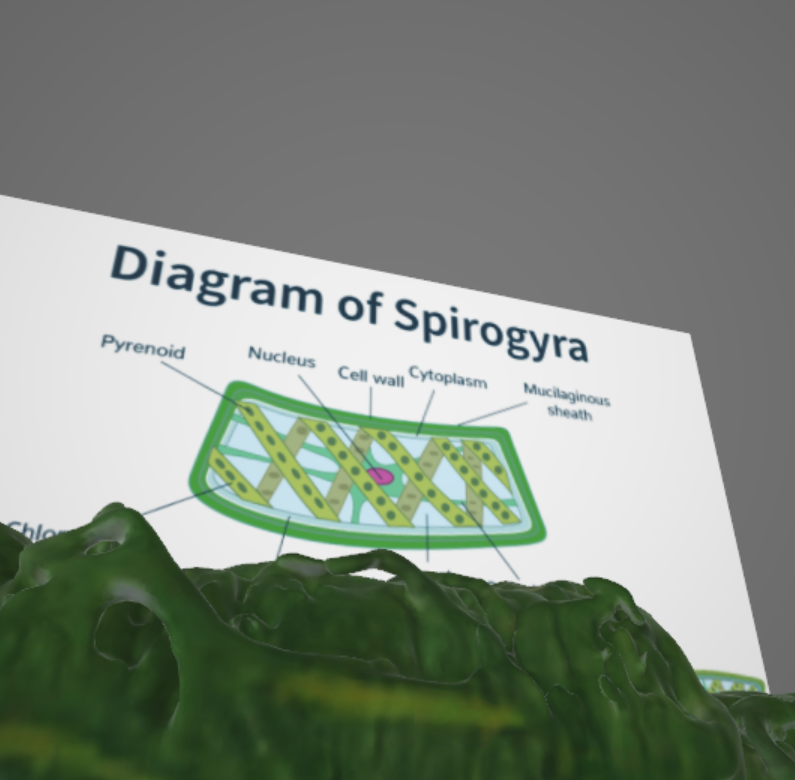 Diagram of Spirogyra
Pyrenoid
Nucleus
Cell wall
Cytoplasm
Mucilaginous
sheath